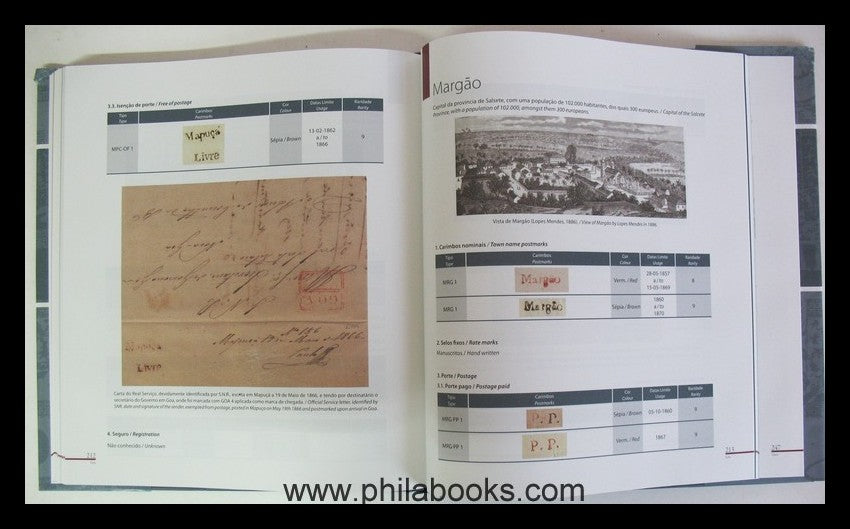 3.3. Isenção de porte / Free of postage
Tipo
Type
Carimbos
Postmarks
Cor
Colour
Datas Limite
Usage
Raridade
Rarity
MPC OF 1
Mapuçá
Livre
Sépia / Brown
13-02-1862
a / to
1866
9
Mapuçá
Livre
Carta do Real Serviço, devidamente identificada por S.N.R., escrita em Mapuçá a 19 de Maio de 1866, e tendo por destinatário o
secretário do Governo em Goa, onde foi marcada com GOA 4 aplicada como marca de chegada. / Official Service letter, identified by
SNR, date and signature of the sender, exempted from postage, posted in Mapuça on May 19th 1866 and postmarked upon arrival in Goa.
4. Seguro / Registration
Não conhecido / Unknown
212
Margão
Capital da província de Salsete, com uma população de 102 000 habitantes, dos quais 300 europeus. / Capital of the Salcete
Province, with a population of 102.000, amongst them 300 europeans.
Vista de Margão (Lopes Mendes, 1886). / View of Margão by Lopes Mendes in 1886
1. Carimbos nominais / Town name postmarks
Tipo
Type
Carimbos
Postmarks
Cor
Colour
Datas Limite
Usage
Raridade
Rarity
MRG 1
Margão
Verm. / Red
28-05-1857
a / to
13-05-1869
8
MRG 1
Margão
Sépia / Brown
1860
a / to
1870
9
2. Selos fixos / Rate marks
Manuscritos / Hand written
3. Porte / Postage
3.1. Porte pago / Postage paid
Tipo
Type
Carimbos
Postmarks
Cor
Colour
Datas Limite
Usage
Raridade
Rarity
MRG PP 1
P. P.
Sépia / Brown
05-10-1860
9
MRG PP 1
P. P.
Verm. / Red
1867
9
213
247
www.philabooks.com